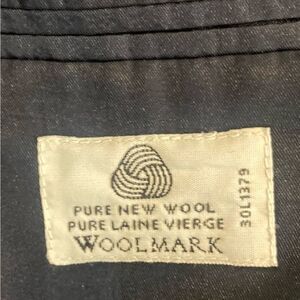 PURE NEW WOOL
PURE LAINE VIERGE
WOOLMARK
30L1379